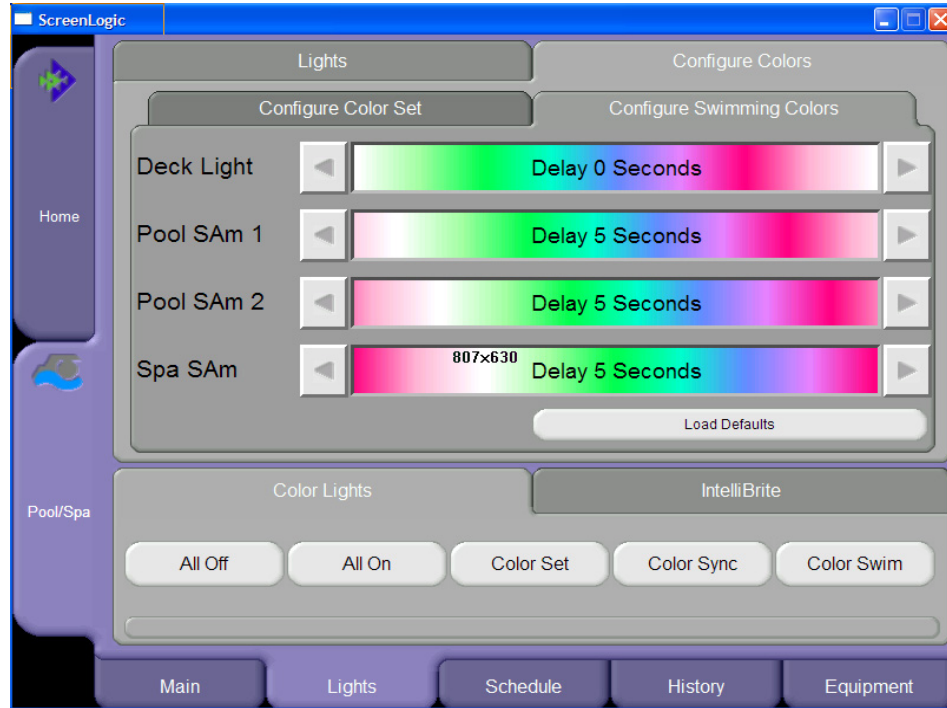 ScreenLogic
Lights
Configure Colors
Configure Color Set
Configure Swimming Colors
Deck Light
Delay 0 Seconds
Pool SAm 1
Delay 5 Seconds
Pool SAm 2
Delay 5 Seconds
Spa SAm
807x630
Delay 5 Seconds
Load Defaults
Home
Pool/Spa
Color Lights
IntelliBrite
All Off
All On
Color Set
Color Sync
Color Swim
Main
Lights
Schedule
History
Equipment